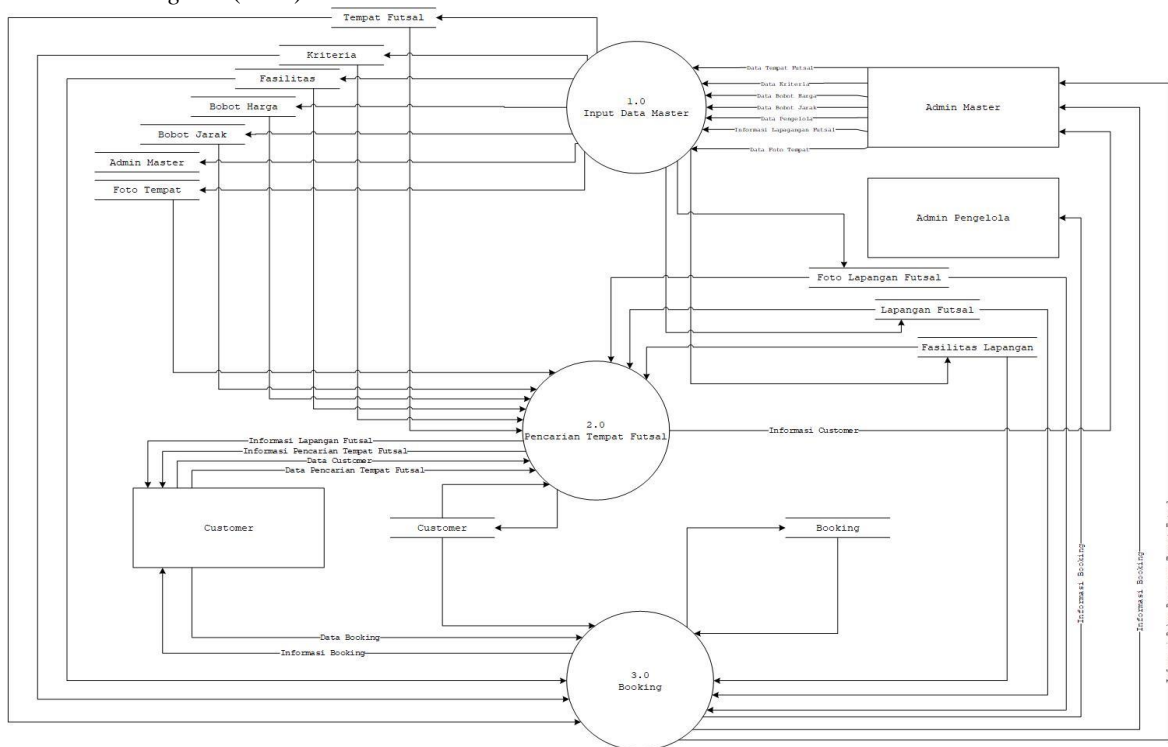 Tempat Futsal
Kriteria
Fasilitas
Bobot Harga
Bobot Jarak
Admin Master
Foto Tempat
1.0
Input Data Master
Data Tempat Futsal
Data Kriteria
Data Bobot Harga
Data Bobot Jarak
Data Pengelola
Informasi Lapagangan Futsal
Data Foto Tempat
Admin Master
Admin Pengelola
Foto Lapangan Futsal
Lapangan Futsal
Fasilitas Lapangan
2.0
Pencarian Tempat Futsal
Informasi Customer
Informasi Lapangan Futsal
Informasi Pencarian Tempat Futsal
Data Customer
Data Pencarian Tempat Futsal
Customer
Customer
Booking
Data Booking
Informasi Booking
3.0
Booking
Informasi Booking
Informasi Booking